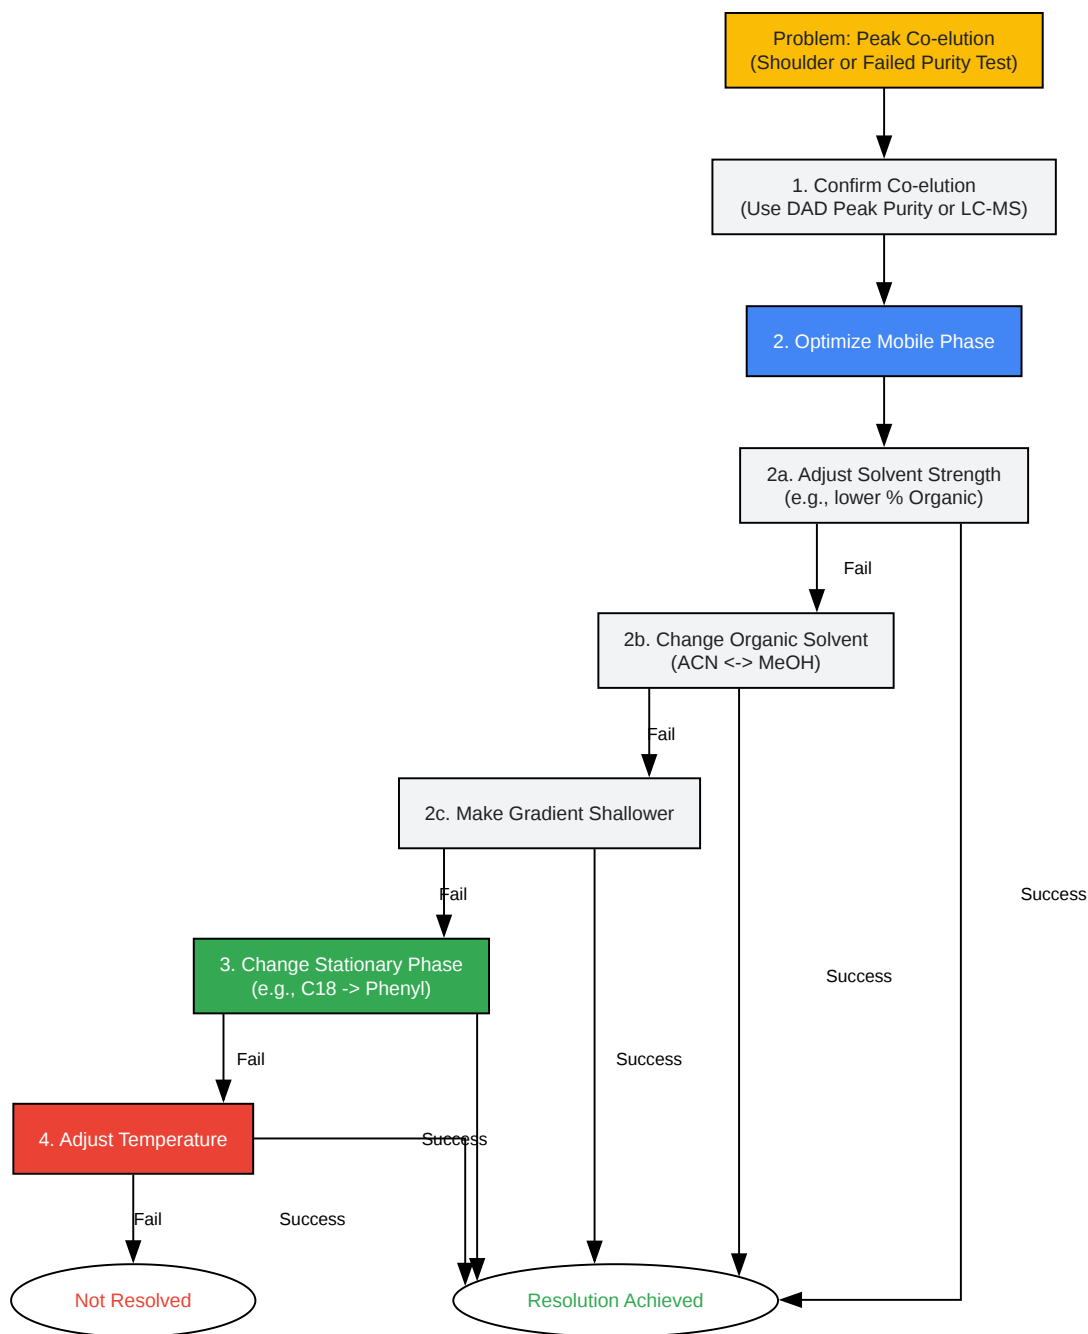 Problem: Peak Co-elution
(Shoulder or Failed Purity Test)
1. Confirm Co-elution
(Use DAD Peak Purity or LC-MS)
2. Optimize Mobile Phase
2a. Adjust Solvent Strength
(e.g., lower % Organic)
Fail
2b. Change Organic Solvent
(ACN <-> MeOH)
Fail
2c. Make Gradient Shallower
Fail
Success
3. Change Stationary Phase
(e.g., C18 -> Phenyl)
Success
Fail
Success
4. Adjust Temperature
Success
Fail
Success
Not Resolved
Resolution Achieved